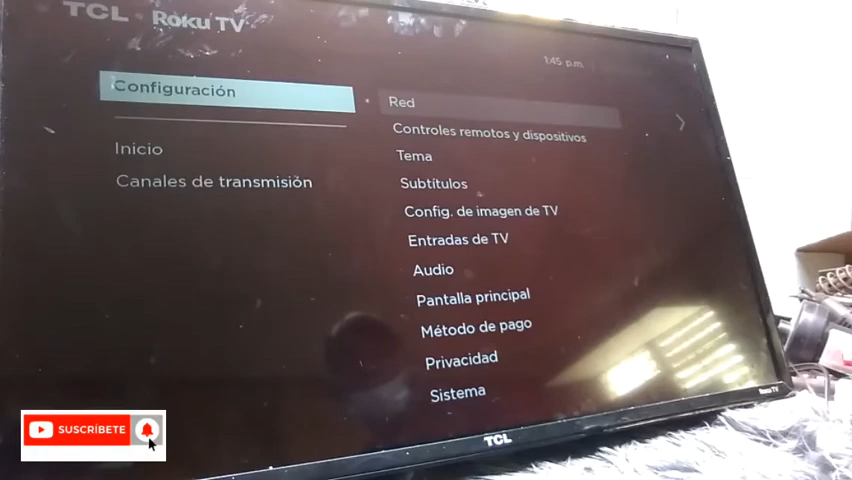 TCL Roku TV
1:45 p.m.
Configuración
Inicio
Canales de transmisión
Red
Controles remotos y dispositivos
Tema
Subtítulos
Config. de imagen de TV
Entradas de TV
Audio
Pantalla principal
Método de pago
Privacidad
Sistema
SUSCRÍBETE
TCL
Roku TV